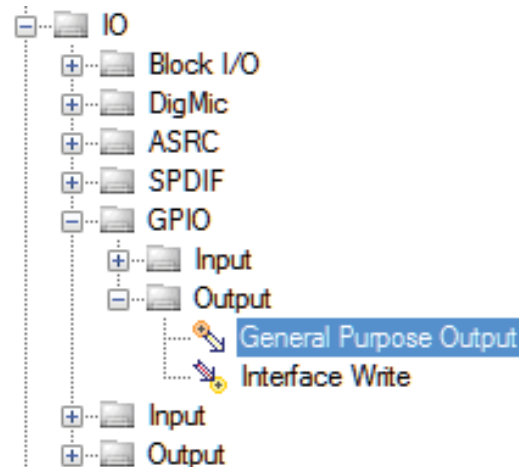 IO
Block I/O
DigMic
ASRC
SPDIF
GPIO
Input
Output
General Purpose Output
Interface Write
Input
Output